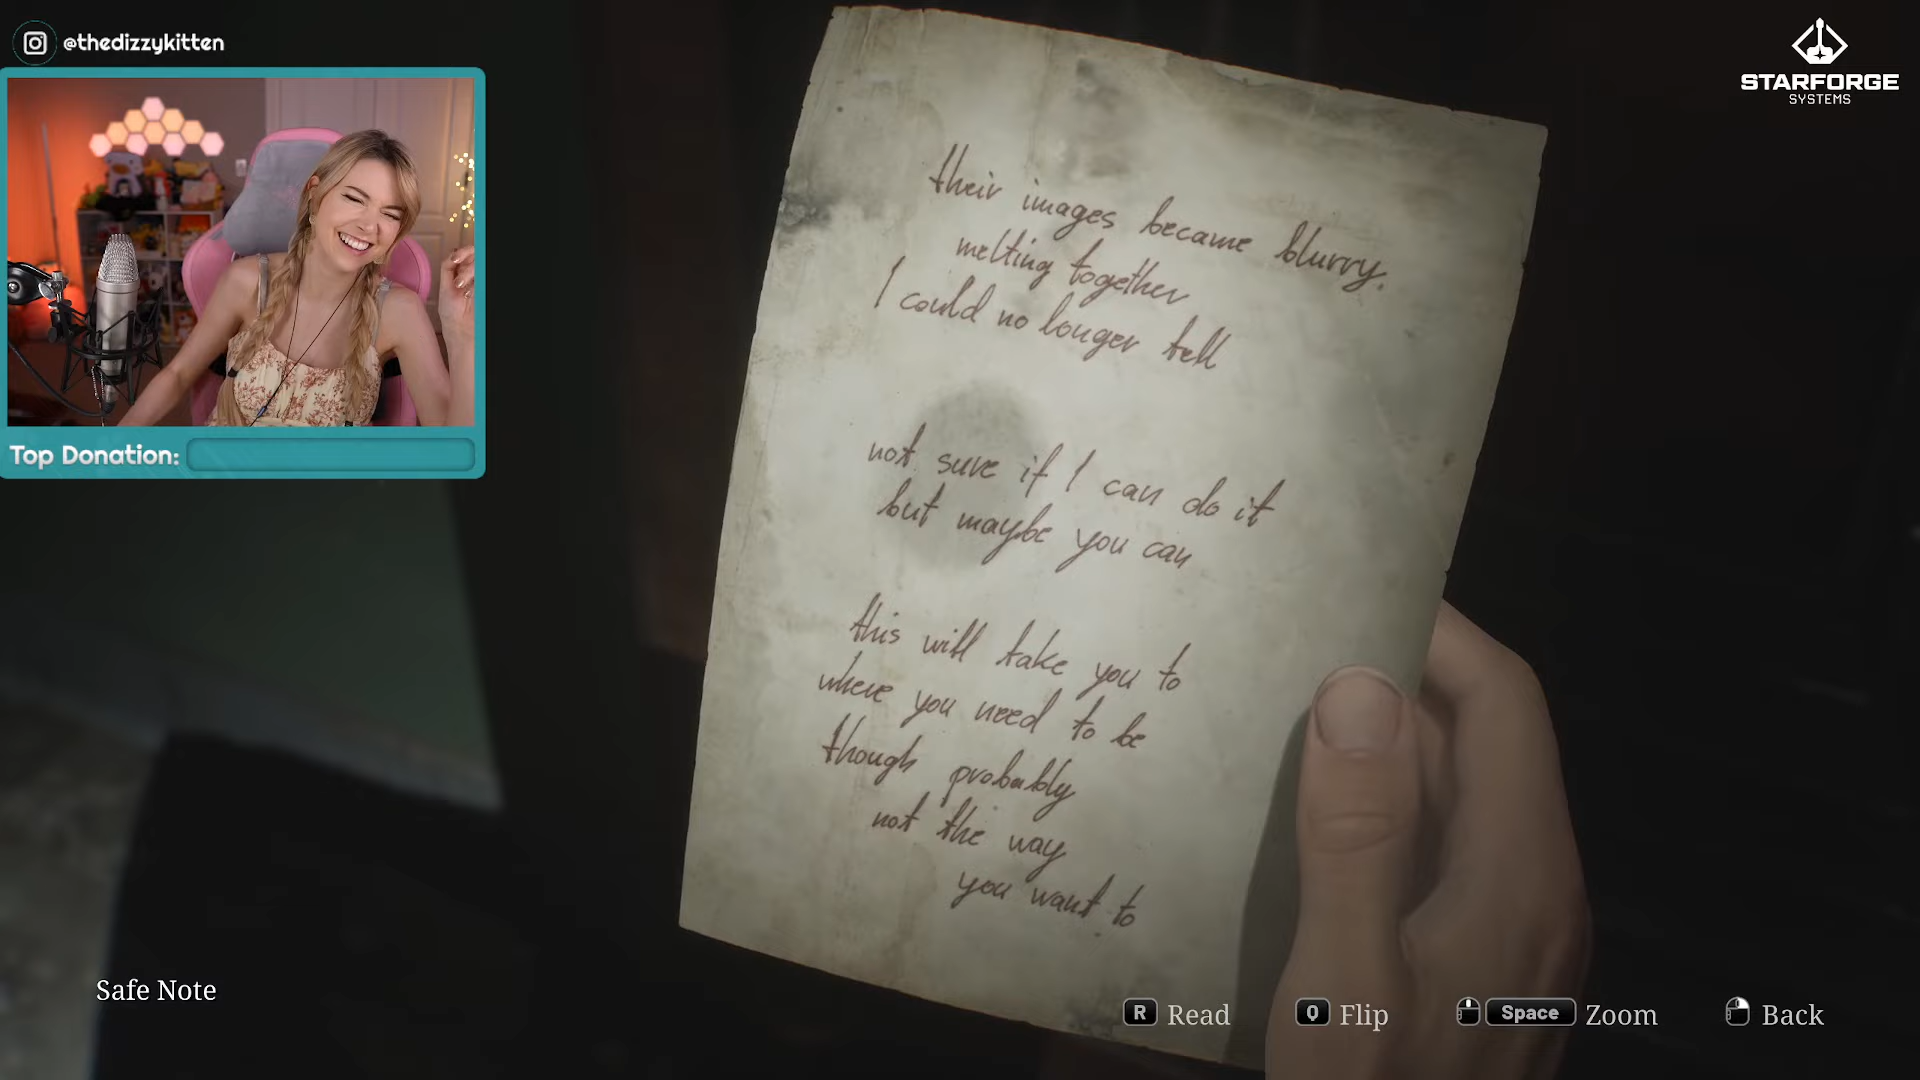 @thedizzykitten
STARFORGE
SYSTEMS
Top Donation:
their images became blurry.
melting together
I could no longer tell
not sure if I can do it
but maybe you can
this will take you to
where you need to be
though probably
not the way
you want to
Safe Note
R Read
Q Flip
Space Zoom
Back